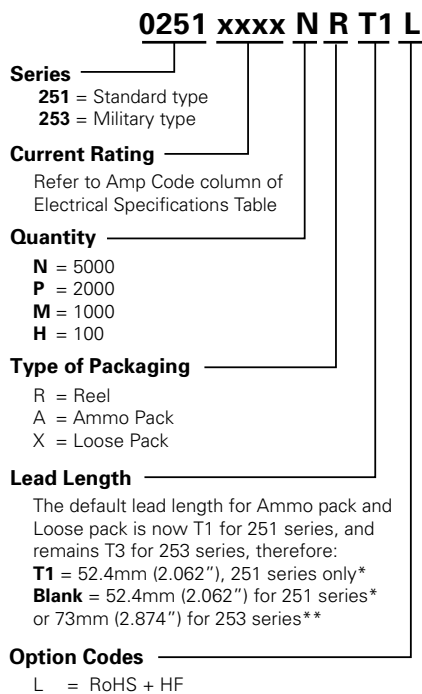 0251 xxxx N R T1 L
Series
251 = Standard type
253 = Military type
Current Rating
Refer to Amp Code column of
Electrical Specifications Table
Quantity
N = 5000
P = 2000
M = 1000
H = 100
Type of Packaging
R = Reel
A = Ammo Pack
X = Loose Pack
Lead Length
The default lead length for Ammo pack and
Loose pack is now T1 for 251 series, and
remains T3 for 253 series, therefore:
T1 = 52.4mm (2.062”), 251 series only*
Blank = 52.4mm (2.062”) for 251 series*
or 73mm (2.874”) for 253 series**
Option Codes
L = RoHS + HF